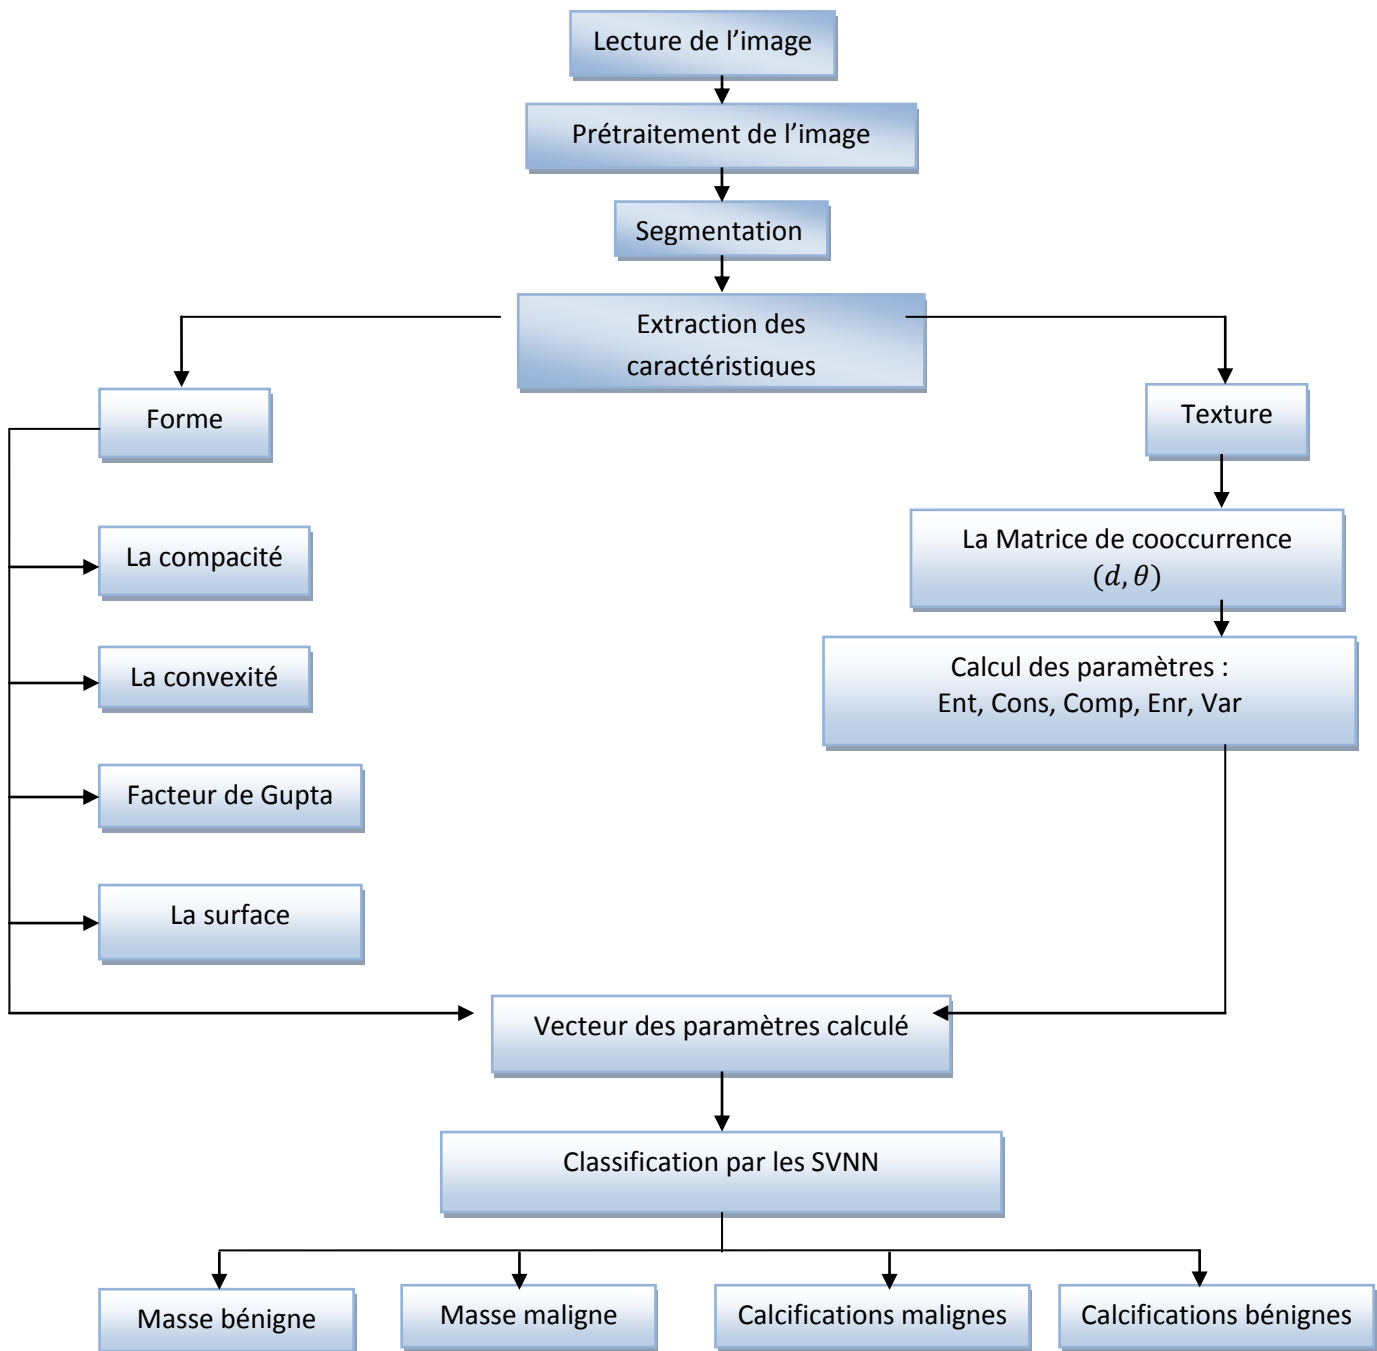 Lecture de l’image
Prétraitement de l’image
Segmentation
Extraction des
caractéristiques
Forme
Texture
La compacité
La Matrice de cooccurrence
(d, θ)
La convexité
Calcul des paramètres :
Ent, Cons, Comp, Enr, Var
Facteur de Gupta
La surface
Vecteur des paramètres calculé
Classification par les SVNN
Masse bénigne
Masse maligne
Calcifications malignes
Calcifications bénignes